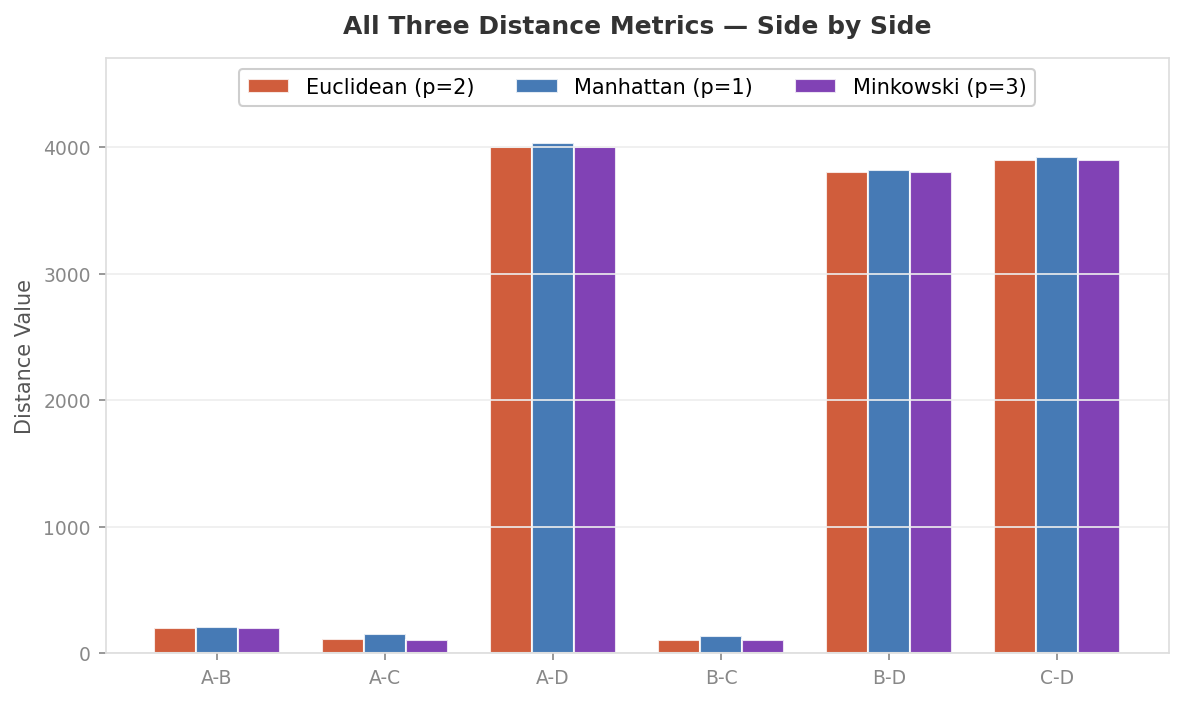 All Three Distance Metrics — Side by Side
Euclidean (p=2) Manhattan (p=1) Minkowski (p=3)
Distance Value
4000
3000
2000
1000
0
A-B A-C A-D B-C B-D C-D